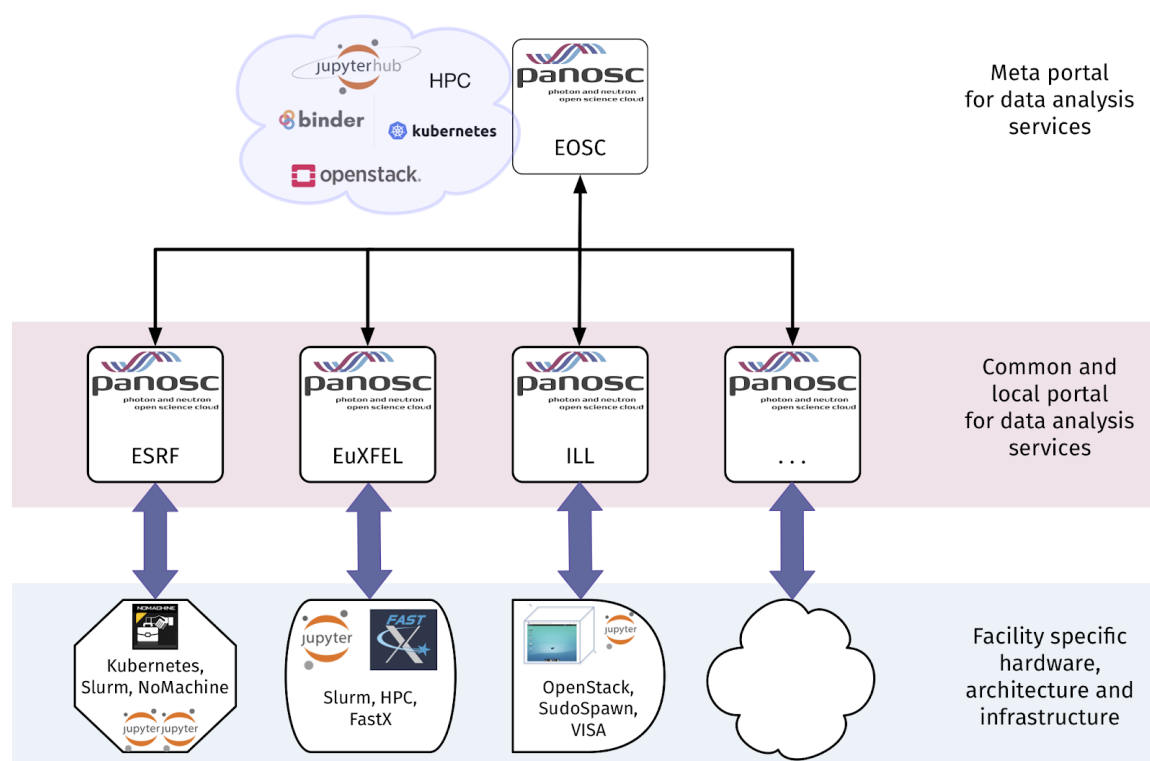 jupyterhub
HPC
binder
kubernetes
openstack.
panosc
photon and neutron
open science cloud
EOSC
Meta portal
for data analysis
services
panosc
photon and neutron
open science cloud
ESRF
panosc
photon and neutron
open science cloud
EuXFEL
panosc
photon and neutron
open science cloud
ILL
panosc
photon and neutron
open science cloud
...
Common and
local portal
for data analysis
services
NOMACHINE
Kubernetes,
Slurm, NoMachine
jupyter jupyter
jupyter
FAST
X
Slurm, HPC,
FastX
jupyter
OpenStack,
SudoSpawn,
VISA
Facility specific
hardware,
architecture and
infrastructure